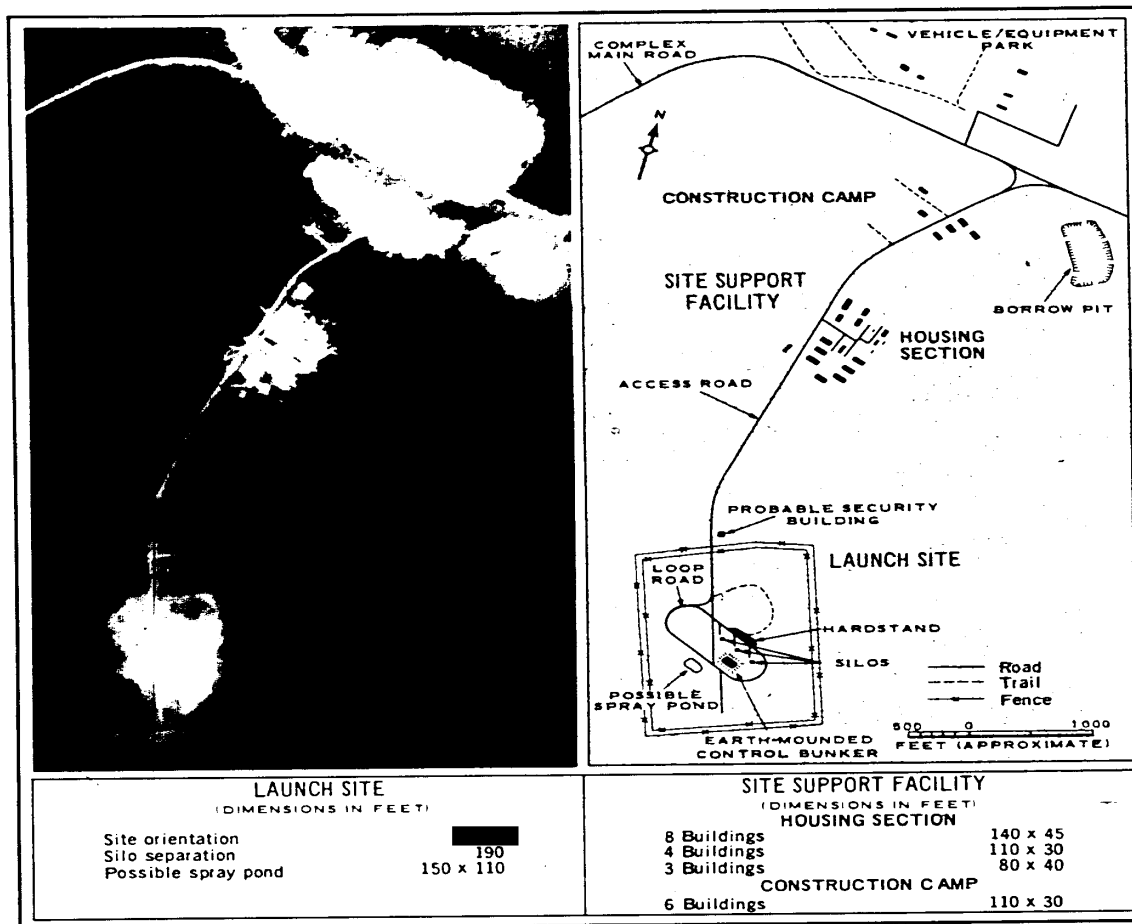 COMPLEX
MAIN ROAD
VEHICLE/EQUIPMENT
PARK
N
CONSTRUCTION CAMP
SITE SUPPORT
FACILITY
BORROW PIT
HOUSING
SECTION
ACCESS ROAD
PROBABLE SECURITY
BUILDING
LAUNCH SITE
LOOP
ROAD
HARDSTAND
SILOS
POSSIBLE
SPRAY POND
EARTH-MOUNDED
CONTROL BUNKER
Road
Trail
Fence
500 0 1000
FEET (APPROXIMATE)
LAUNCH SITE
(DIMENSIONS IN FEET)
Site orientation
Silo separation 190
Possible spray pond 150 x 110
SITE SUPPORT FACILITY
(DIMENSIONS IN FEET)
HOUSING SECTION
8 Buildings 140 x 45
4 Buildings 110 x 30
3 Buildings 80 x 40
CONSTRUCTION CAMP
6 Buildings 110 x 30